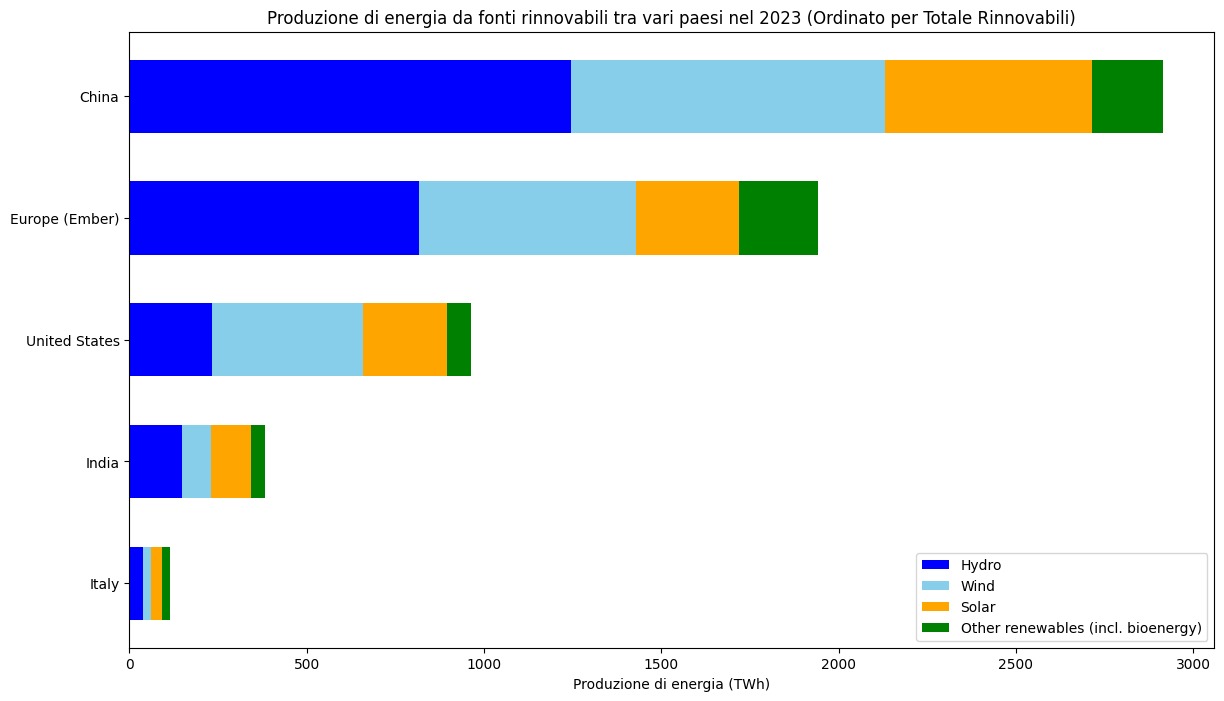 Produzione di energia da fonti rinnovabili tra vari paesi nel 2023 (Ordinato per Totale Rinnovabili)
China
Europe (Ember)
United States
India
Italy
Hydro
Wind
Solar
Other renewables (incl. bioenergy)
0 500 1000 1500 2000 2500 3000
Produzione di energia (TWh)